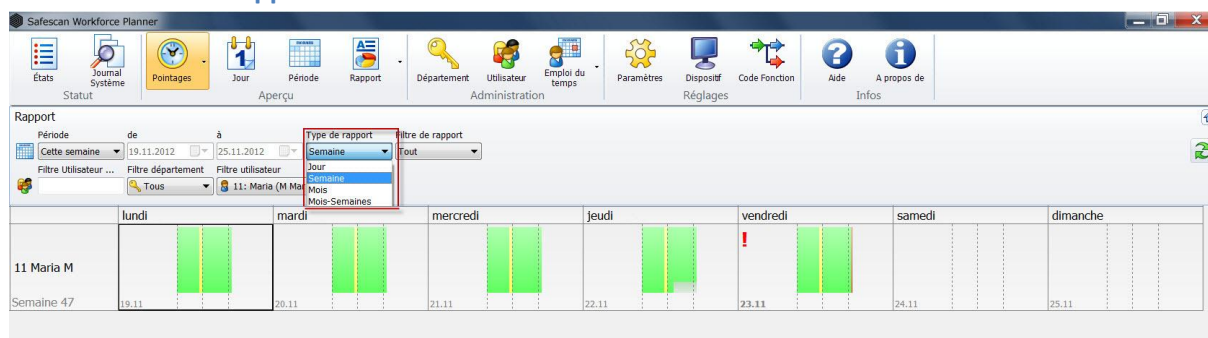 Safescan Workforce Planner
États Journal Système Pointages Jour Période Rapport Département Utilisateur Emploi du temps Paramètres Dispositif Code Fonction Aide A propos de
Statut Aperçu Administration Réglages Infos
Rapport
Période de à Type de rapport Filtre de rapport
Cette semaine 19.11.2012 25.11.2012 Semaine Tout
Filtre Utilisateur ... Filtre département Filtre utilisateur
Tous 11: Maria (M
Jour
Semaine
Mois
Mois-Semaines
lundi mardi mercredi jeudi vendredi samedi dimanche
!
11 Maria M
Semaine 47 19.11 20.11 21.11 22.11 23.11 24.11 25.11